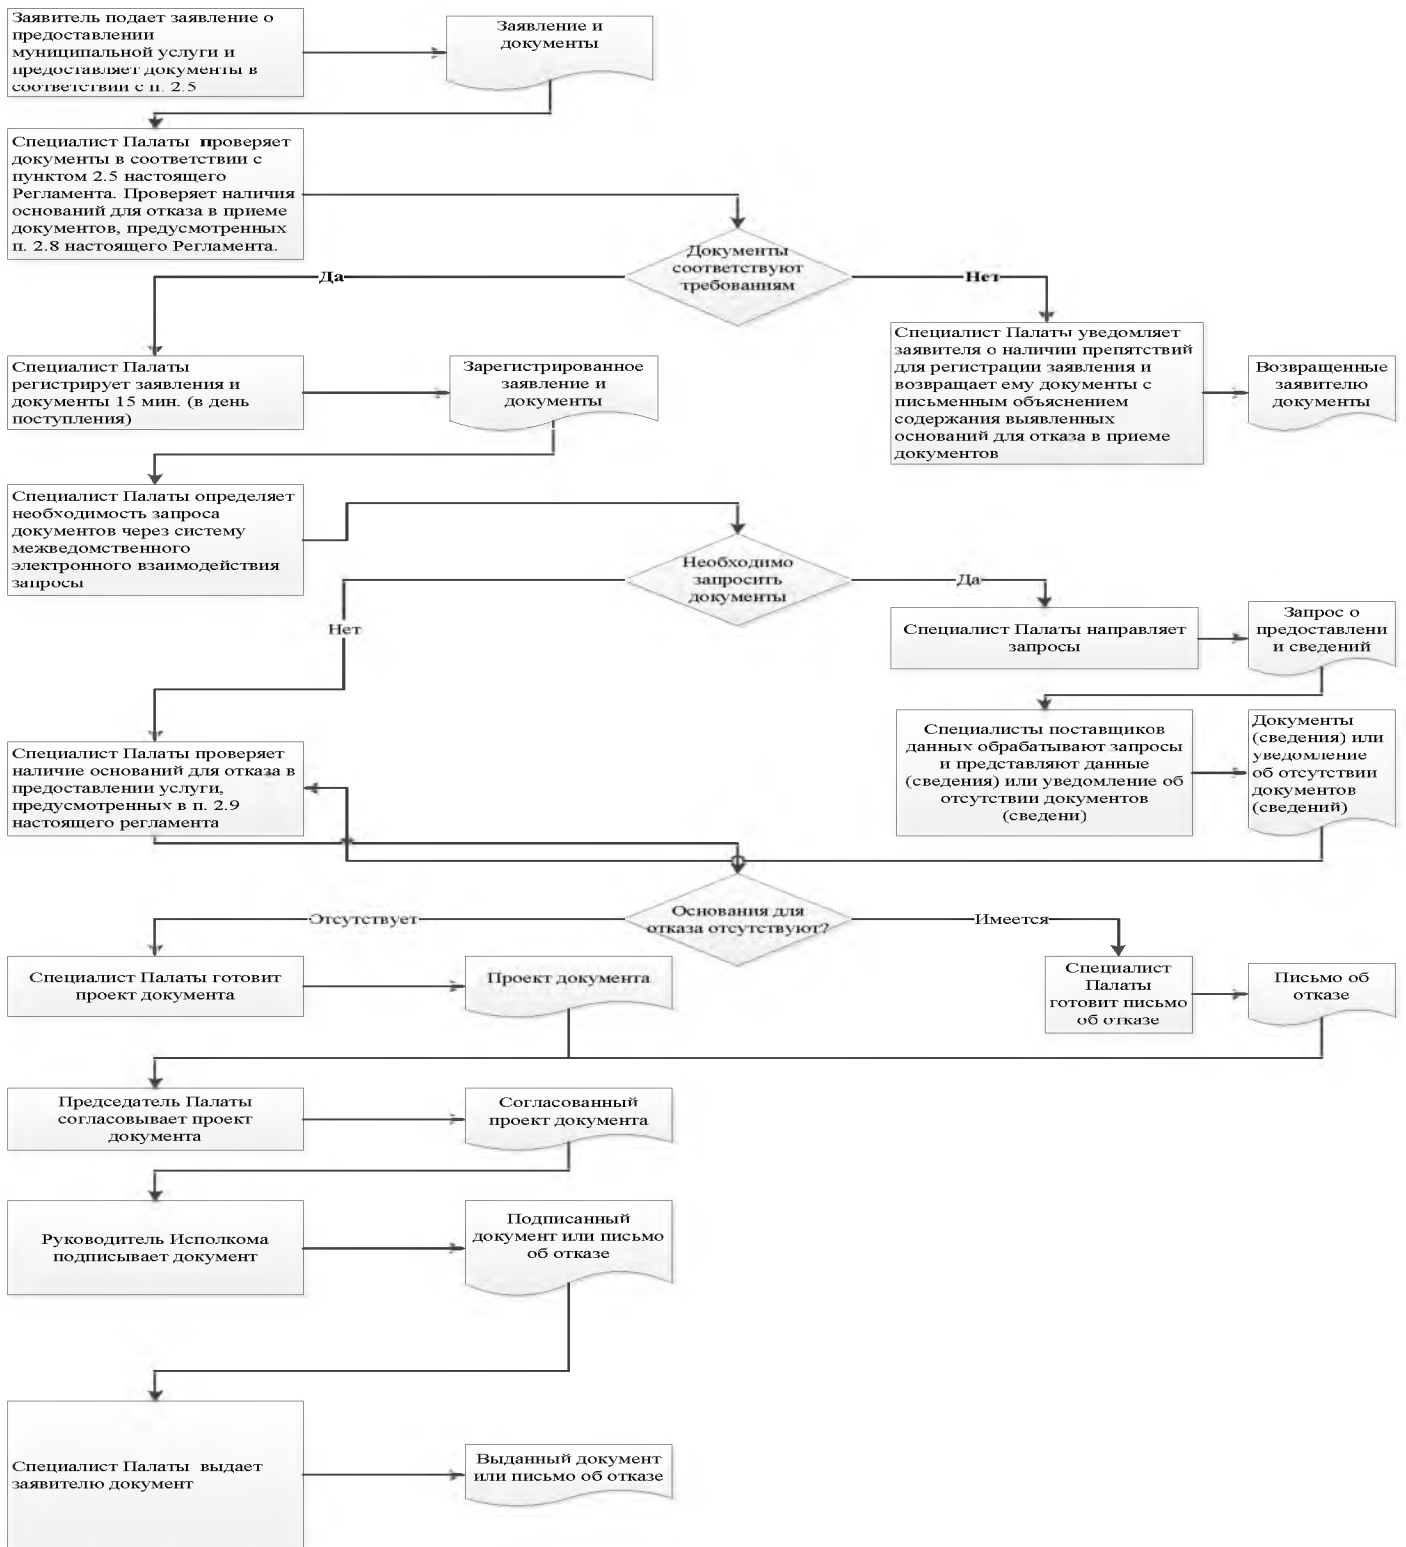 Заявитель подает заявление о
предоставлении
муниципальной услуги и
предоставляет документы в
соответствии с п. 2.5
Заявление и
документы
Специалист Палаты проверяет
документы в соответствии с
пунктом 2.5 настоящего
Регламента. Проверяет наличия
оснований для отказа в приеме
документов, предусмотренных
п. 2.8 настоящего Регламента.
Документы
соответствуют
требованиям
Да
Нет
Специалист Палаты
регистрирует заявления и
документы 15 мин. (в день
поступления)
Зарегистрированное
заявление и
документы
Специалист Палаты уведомляет
заявителя о наличии препятствий
для регистрации заявления и
возвращает ему документы с
письменным объяснением
содержания выявленных
оснований для отказа в приеме
документов
Возвращенные
заявителю
документы
Специалист Палаты определяет
необходимость запроса
документов через систему
межведомственного
электронного взаимодействия
запросы
Необходимо
запросить
документы
Да
Нет
Специалист Палаты направляет
запросы
Запрос о
предоставлени
и сведений
Специалисты поставщиков
данных обрабатывают запросы
и представляют данные
(сведения) или уведомление об
отсутствии документов
(сведени)
Документы
(сведения) или
уведомление
об отсутствии
документов
(сведений)
Специалист Палаты проверяет
наличие оснований для отказа в
предоставлении услуги,
предусмотренных в п. 2.9
настоящего регламента
Основания для
отказа отсутствуют?
Отсутствует
Имеется
Специалист Палаты готовит
проект документа
Проект документа
Специалист
Палаты
готовит письмо
об отказе
Письмо об
отказе
Председатель Палаты
согласовывает проект
документа
Согласованный
проект документа
Руководитель Исполкома
подписывает документ
Подписанный
документ или письмо
об отказе
Специалист Палаты выдает
заявителю документ
Выданный документ
или письмо об отказе